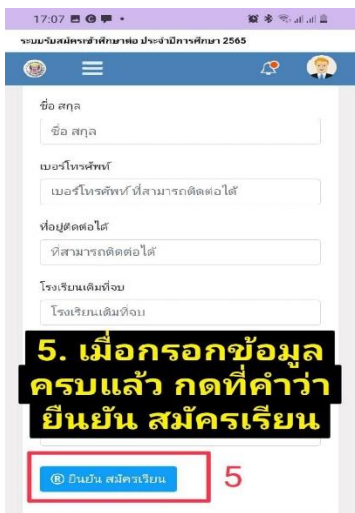 17:07
ระบบรับสมัครเข้าศึกษาต่อ ประจำปีการศึกษา 2565
ชื่อ สกุล
ชื่อ สกุล
เบอร์โทรศัพท์
เบอร์โทรศัพท์ ที่สามารถติดต่อได้
ที่อยู่ติดต่อได้
ที่สามารถติดต่อได้
โรงเรียนเดิมที่จบ
โรงเรียนเดิมที่จบ
5. เมื่อกรอกข้อมูล
ครบแล้ว กดที่คำว่า
ยืนยัน สมัครเรียน
® ยืนยัน สมัครเรียน 5